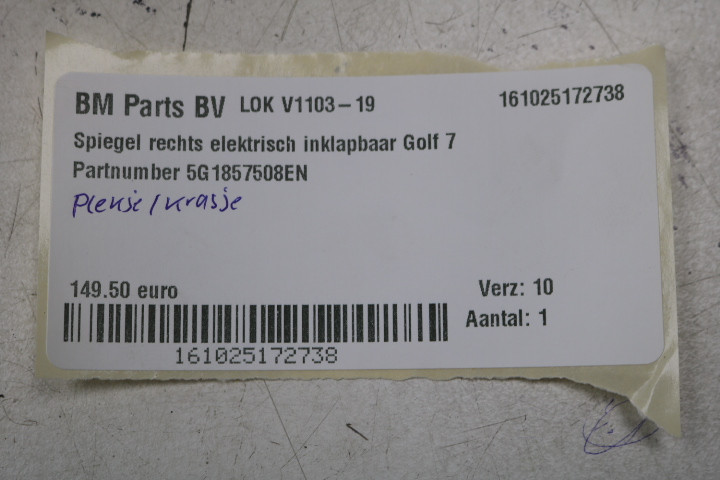 BM Parts BV LOK V1103-19 161025172738
Spiegel rechts elektrisch inklapbaar Golf 7
Partnumber 5G1857508EN
Plekje/krasje
149.50 euro Verz: 10
Aantal: 1
161025172738